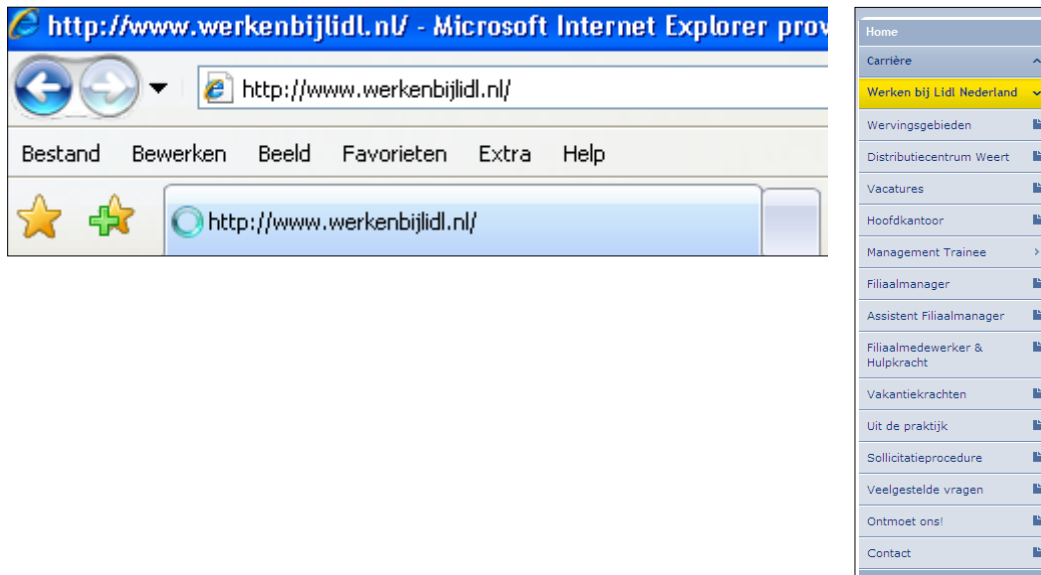 http://www.werkenbijlidl.nl/ - Microsoft Internet Explorer prov
http://www.werkenbijlidl.nl/
Bestand Bewerken Beeld Favorieten Extra Help
http://www.werkenbijlidl.nl/
Home
Carrière
Werken bij Lidl Nederland
Wervingsgebieden
Distributiecentrum Weert
Vacatures
Hoofdkantoor
Management Trainee
Filiaalmanager
Assistent Filiaalmanager
Filiaalmedewerker &
Hulpkracht
Vakantiekrachten
Uit de praktijk
Sollicitatieprocedure
Veelgestelde vragen
Ontmoet ons!
Contact